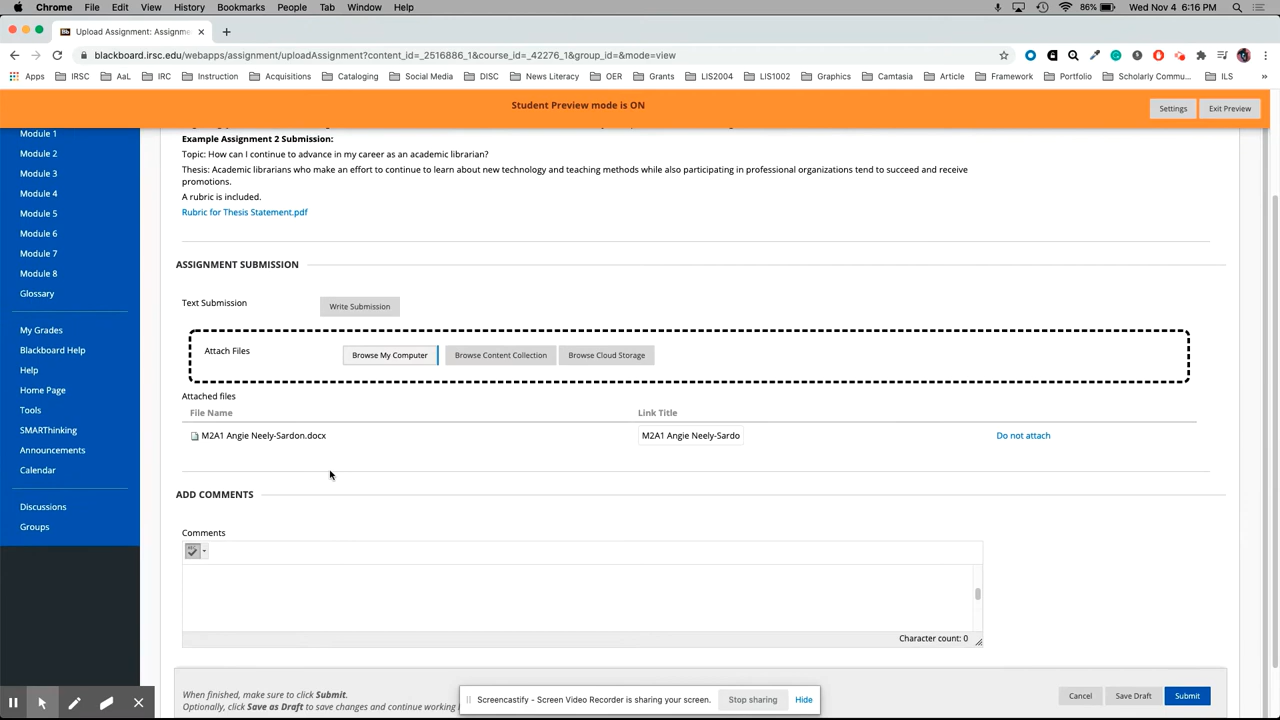 Chrome File Edit View History Bookmarks People Tab Window Help 86% Wed Nov 4 6:16 PM
Upload Assignment: Assignme
blackboard.irsc.edu/webapps/assignment/uploadAssignment?content_id=_2516886_1&course_id=_42276_1&group_id=&mode=view
Apps IRSC AaL IRC Instruction Acquisitions Cataloging Social Media DISC News Literacy OER Grants LIS2004 LIS1002 Graphics Camtasia Article Framework Portfolio Scholarly Commu... ILS
Student Preview mode is ON
Settings Exit Preview
Module 1
Module 2
Module 3
Module 4
Module 5
Module 6
Module 7
Module 8
Glossary
My Grades
Blackboard Help
Help
Home Page
Tools
SMARThinking
Announcements
Calendar
Discussions
Groups
Example Assignment 2 Submission:
Topic: How can I continue to advance in my career as an academic librarian?
Thesis: Academic librarians who make an effort to continue to learn about new technology and teaching methods while also participating in professional organizations tend to succeed and receive
promotions.
A rubric is included.
Rubric for Thesis Statement.pdf
ASSIGNMENT SUBMISSION
Text Submission Write Submission
Attach Files Browse My Computer Browse Content Collection Browse Cloud Storage
Attached files
File Name Link Title
M2A1 Angie Neely-Sardon.docx M2A1 Angie Neely-Sardo Do not attach
ADD COMMENTS
Comments
Character count: 0
When finished, make sure to click Submit.
Optionally, click Save as Draft to save changes and continue working
Cancel Save Draft Submit
Screencastify - Screen Video Recorder is sharing your screen. Stop sharing Hide